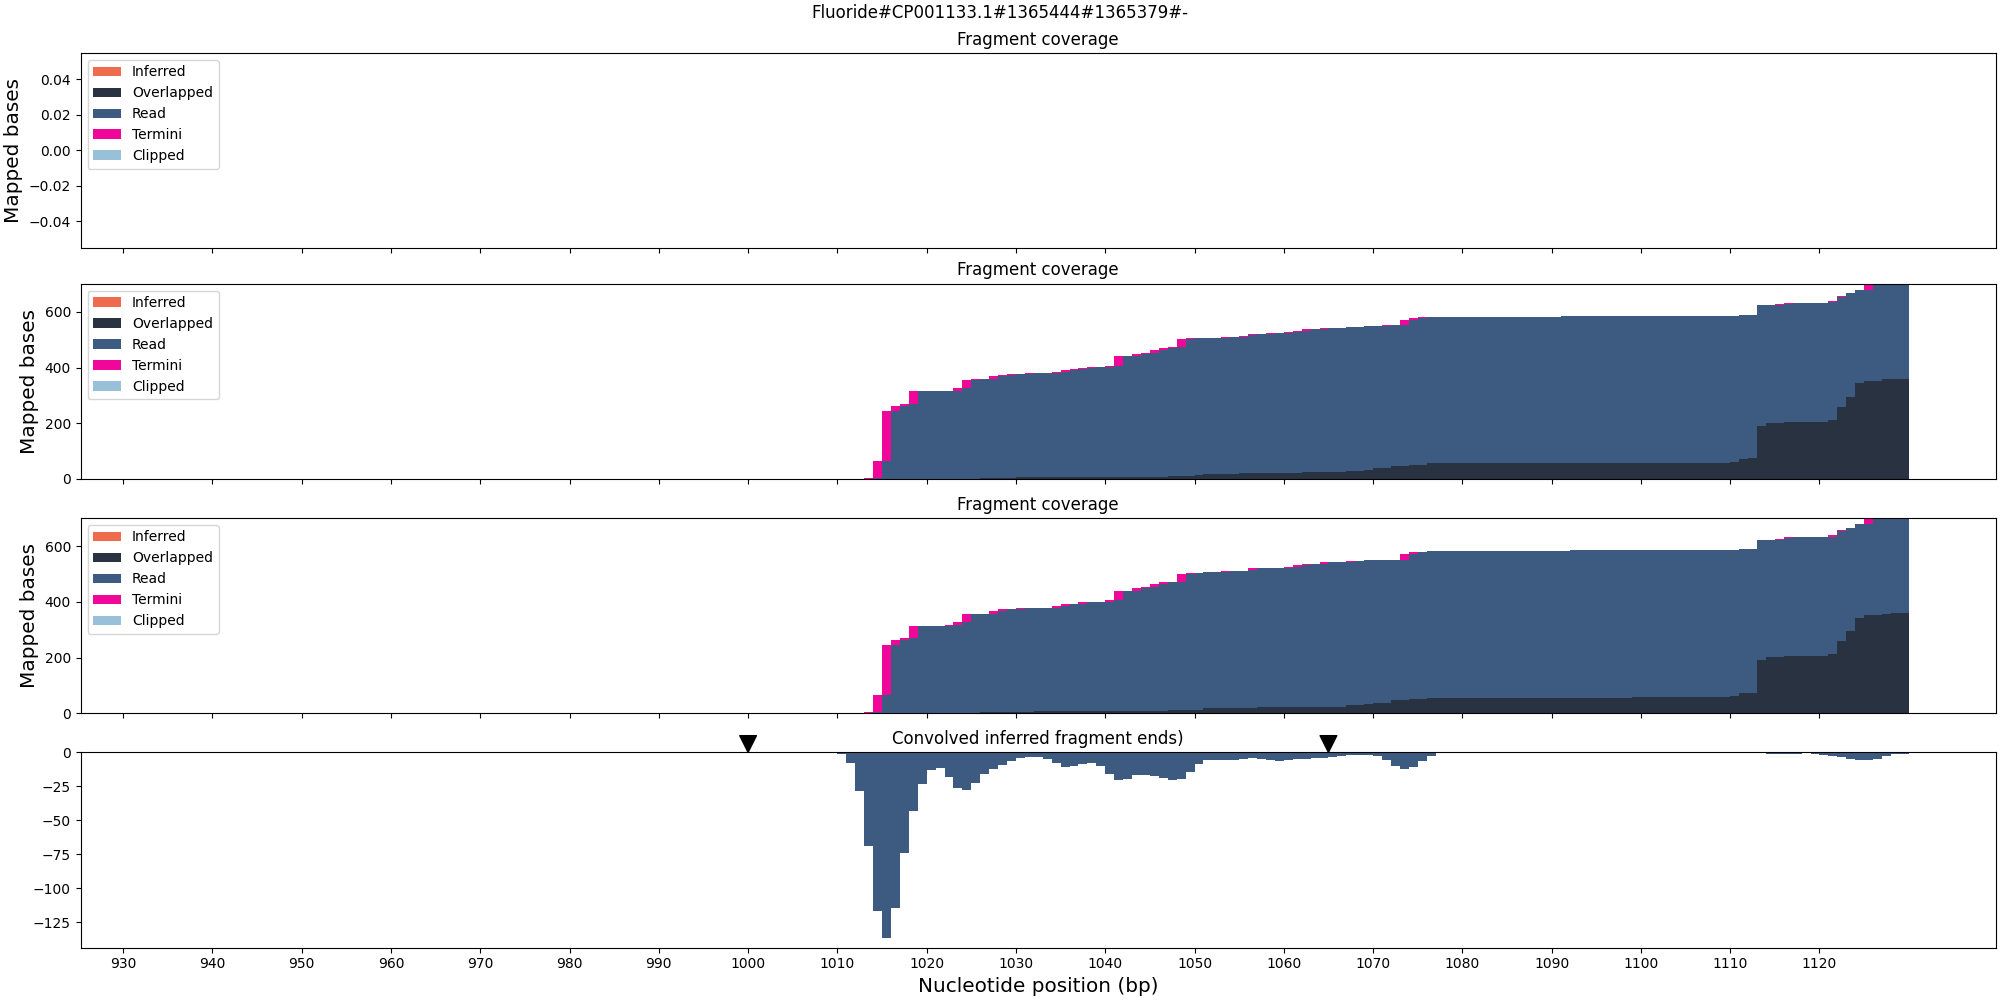 Fluoride#CP001133.1#1365444#1365379#-
Fragment coverage
Mapped bases
0.04
0.02
0.00
−0.02
−0.04
Inferred
Overlapped
Read
Termini
Clipped
Fragment coverage
Mapped bases
600
400
200
0
Inferred
Overlapped
Read
Termini
Clipped
Fragment coverage
Mapped bases
600
400
200
0
Inferred
Overlapped
Read
Termini
Clipped
Convolved inferred fragment ends)
0
−25
−50
−75
−100
−125
930 940 950 960 970 980 990 1000 1010 1020 1030 1040 1050 1060 1070 1080 1090 1100 1110 1120
Nucleotide position (bp)